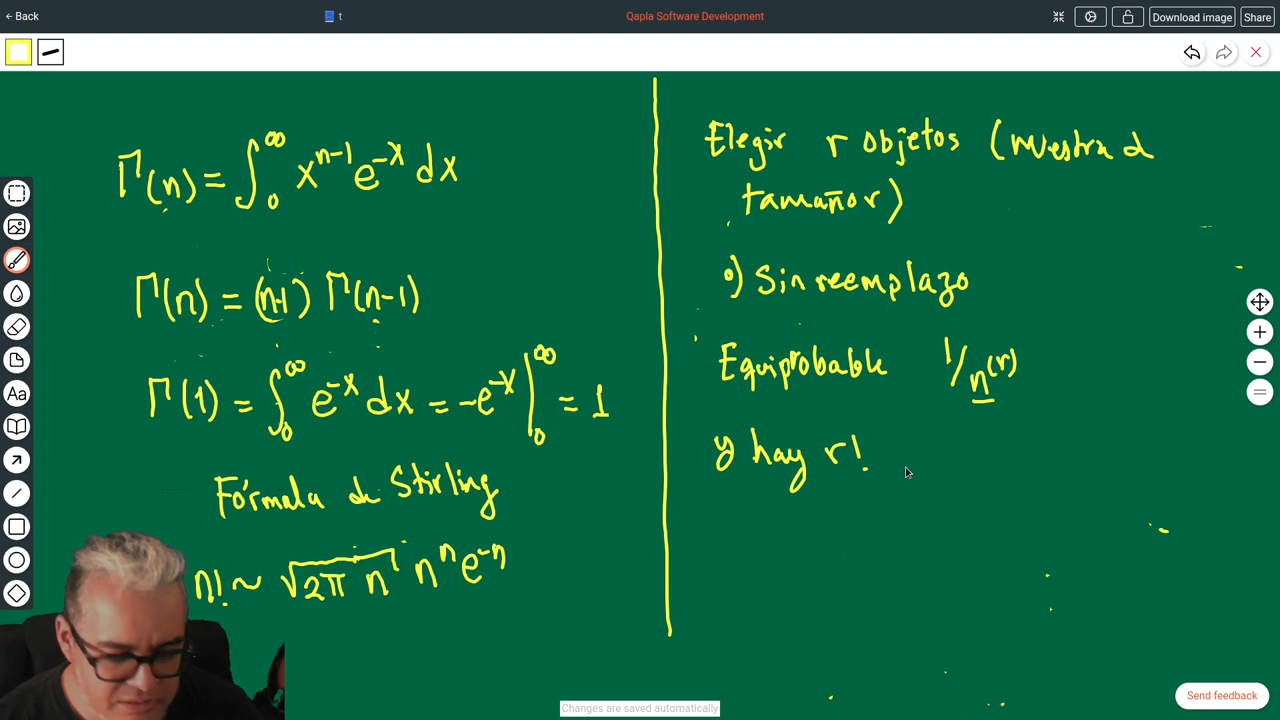 Back
t
Qapla Software Development
Download image
Share
Γ(n) = ∫₀^∞ x^{n-1} e^{-x} dx
Γ(n) = (n-1) Γ(n-1)
Γ(1) = ∫₀^∞ e^{-x} dx = -e^{-x} |₀^∞ = 1
Fórmula de Stirling
n! ~ √(2π n) n^n e^{-n}
Elegir r objetos (muestra d
tamaño r)
o) Sin reemplazo
Equiprobable 1/n^{(r)}
y hay r!
Aa
Changes are saved automatically
Send feedback